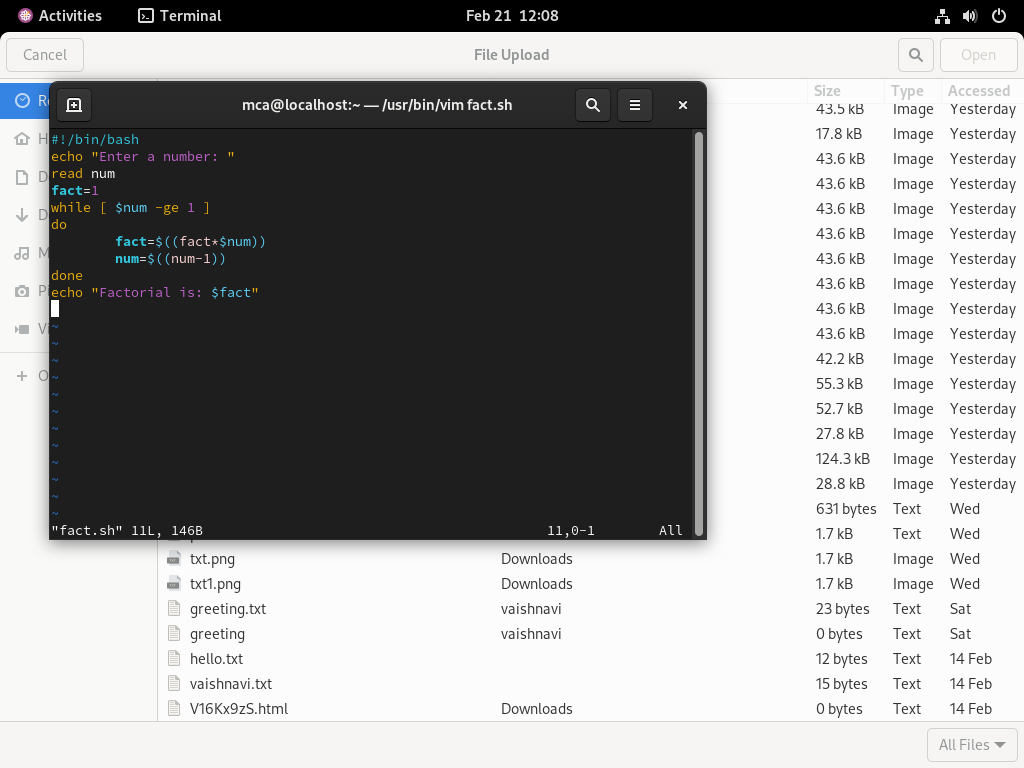 Activities Terminal Feb 21 12:08
Cancel File Upload Open
Size Type Accessed
mca@localhost:~ — /usr/bin/vim fact.sh
#!/bin/bash
echo "Enter a number: "
read num
fact=1
while [ $num -ge 1 ]
do
fact=$((fact*$num))
num=$((num-1))
done
echo "Factorial is: $fact"
~
~
~
~
~
~
~
~
~
~
~
~
"fact.sh" 11L, 146B 11,0-1 All
43.5 kB Image Yesterday
17.8 kB Image Yesterday
43.6 kB Image Yesterday
43.6 kB Image Yesterday
43.6 kB Image Yesterday
43.6 kB Image Yesterday
43.6 kB Image Yesterday
43.6 kB Image Yesterday
43.6 kB Image Yesterday
43.6 kB Image Yesterday
42.2 kB Image Yesterday
55.3 kB Image Yesterday
52.7 kB Image Yesterday
27.8 kB Image Yesterday
124.3 kB Image Yesterday
28.8 kB Image Yesterday
631 bytes Text Wed
1.7 kB Text Wed
txt.png Downloads 1.7 kB Image Wed
txt1.png Downloads 1.7 kB Image Wed
greeting.txt vaishnavi 23 bytes Text Sat
greeting vaishnavi 0 bytes Text Sat
hello.txt 12 bytes Text 14 Feb
vaishnavi.txt 15 bytes Text 14 Feb
V16Kx9zS.html Downloads 0 bytes Text 14 Feb
All Files